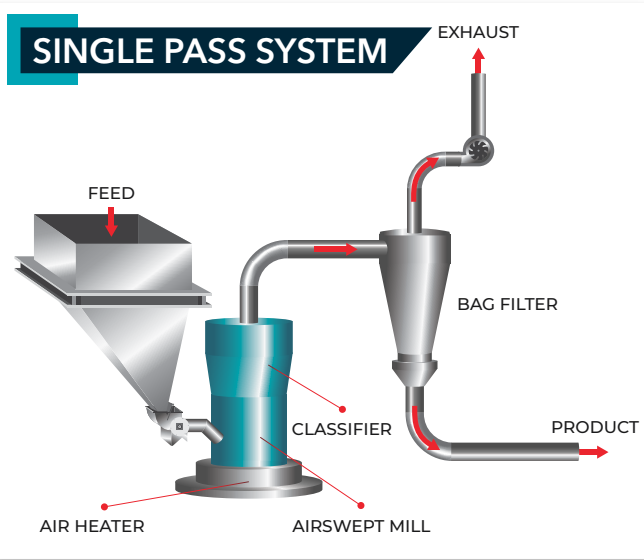 SINGLE PASS SYSTEM
EXHAUST
FEED
BAG FILTER
CLASSIFIER
PRODUCT
AIR HEATER
AIRSWEPT MILL